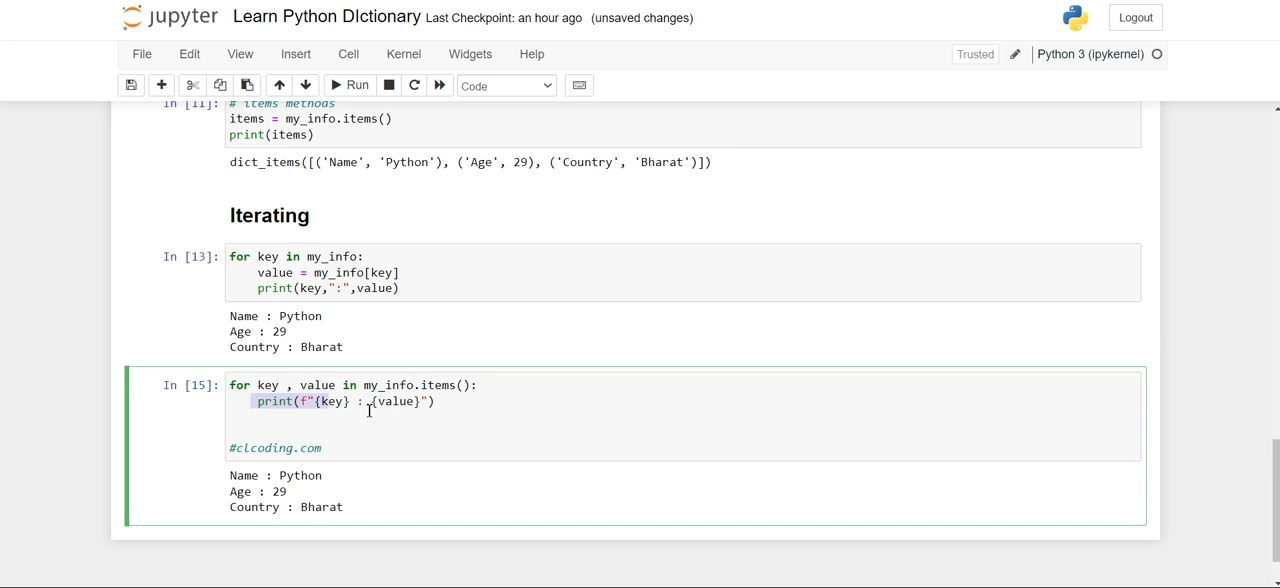 jupyter Learn Python DIctionary Last Checkpoint: an hour ago (unsaved changes) Logout
File Edit View Insert Cell Kernel Widgets Help Trusted Python 3 (ipykernel)
Run Code
In [11]: # items methods
items = my_info.items()
print(items)
dict_items([('Name', 'Python'), ('Age', 29), ('Country', 'Bharat')])
Iterating
In [13]: for key in my_info:
value = my_info[key]
print(key,":",value)
Name : Python
Age : 29
Country : Bharat
In [15]: for key , value in my_info.items():
print(f"{key} : {value}")
#clcoding.com
Name : Python
Age : 29
Country : Bharat